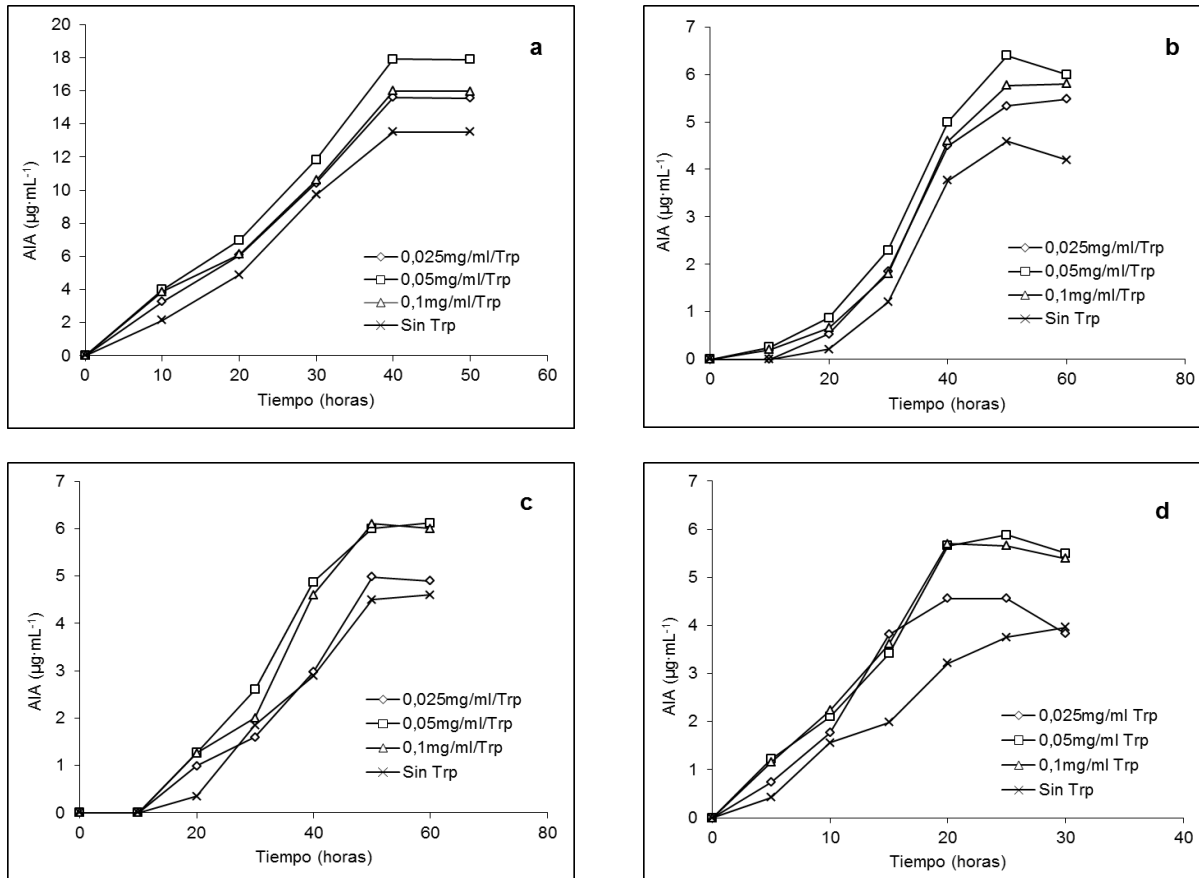 a
20
18
16
14
12
10
8
6
4
2
0
AIA (µg·mL⁻¹)
0,025mg/ml/Trp
0,05mg/ml/Trp
0,1mg/ml/Trp
Sin Trp
0 10 20 30 40 50 60
Tiempo (horas)
b
7
6
5
4
3
2
1
0
AIA (µg·mL⁻¹)
0,025mg/ml/Trp
0,05mg/ml/Trp
0,1mg/ml/Trp
Sin Trp
0 20 40 60 80
Tiempo (horas)
c
7
6
5
4
3
2
1
0
AIA (µg·mL⁻¹)
0,025mg/ml/Trp
0,05mg/ml/Trp
0,1mg/ml/Trp
Sin Trp
0 20 40 60 80
Tiempo (horas)
d
7
6
5
4
3
2
1
0
AIA (µg·mL⁻¹)
0,025mg/ml Trp
0,05mg/ml Trp
0,1mg/ml Trp
Sin Trp
0 10 20 30 40
Tiempo (horas)